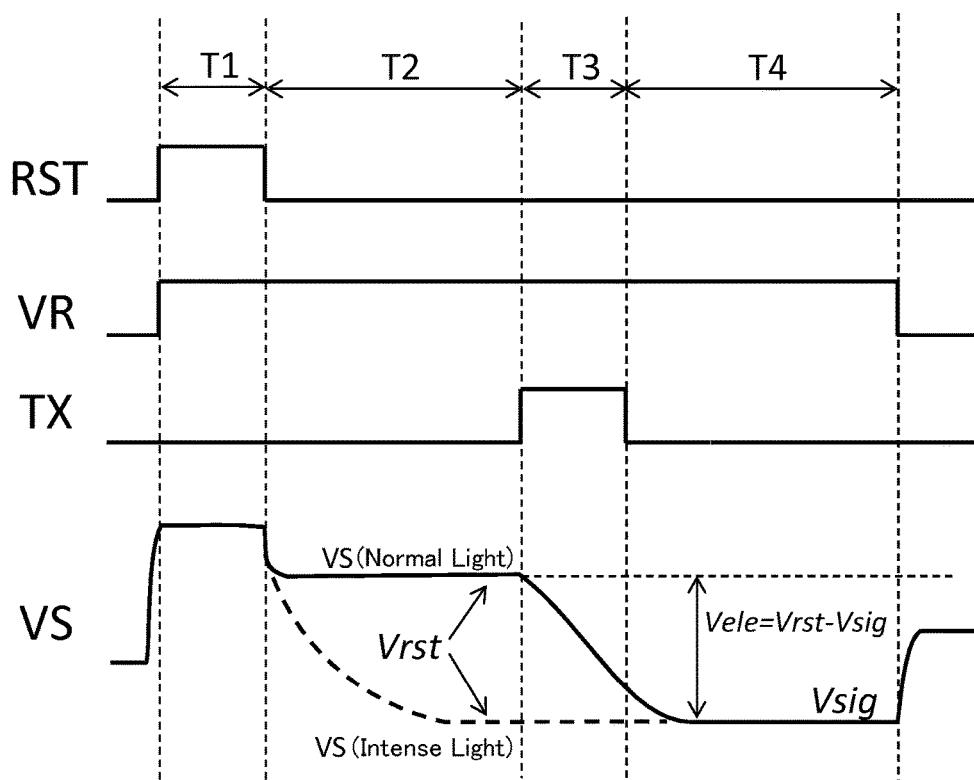 T1 T2 T3 T4
RST
VR
TX
VS(Normal Light)
VS
Vrst
Vele=Vrst-Vsig
Vsig
VS(Intense Light)